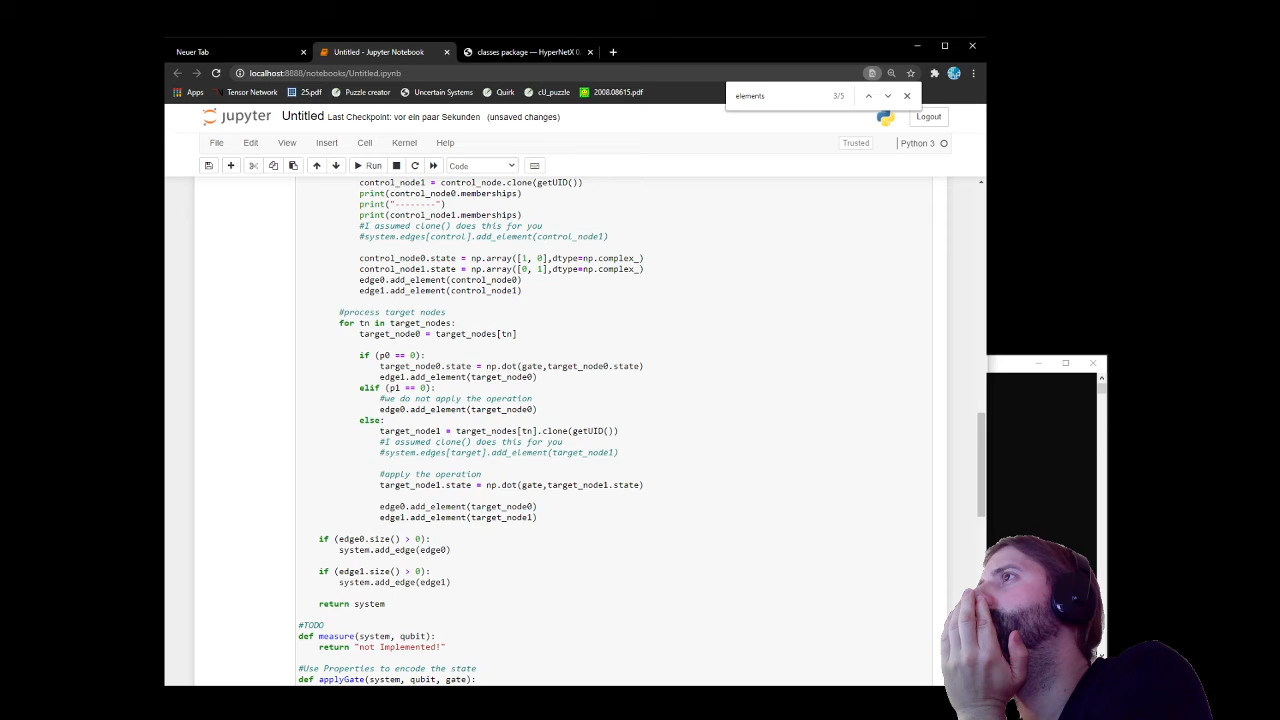 Neuer Tab
Untitled - Jupyter Notebook
classes package — HyperNetX 0.
localhost:8888/notebooks/Untitled.ipynb
Apps
Tensor Network
25.pdf
Puzzle creator
Uncertain Systems
Quirk
cU_puzzle
2008.08615.pdf
elements 3/5
jupyter Untitled Last Checkpoint: vor ein paar Sekunden (unsaved changes)
Logout
File Edit View Insert Cell Kernel Help
Trusted
Python 3
Run
Code
control_node1 = control_node.clone(getUID())
print(control_node0.memberships)
print("--------")
print(control_node1.memberships)
#I assumed clone() does this for you
#system.edges[control].add_element(control_node1)
control_node0.state = np.array([1, 0],dtype=np.complex_)
control_node1.state = np.array([0, 1],dtype=np.complex_)
edge0.add_element(control_node0)
edge1.add_element(control_node1)
#process target nodes
for tn in target_nodes:
target_node0 = target_nodes[tn]
if (p0 == 0):
target_node0.state = np.dot(gate,target_node0.state)
edge1.add_element(target_node0)
elif (p1 == 0):
#we do not apply the operation
edge0.add_element(target_node0)
else:
target_node1 = target_nodes[tn].clone(getUID())
#I assumed clone() does this for you
#system.edges[target].add_element(target_node1)
#apply the operation
target_node1.state = np.dot(gate,target_node1.state)
edge0.add_element(target_node0)
edge1.add_element(target_node1)
if (edge0.size() > 0):
system.add_edge(edge0)
if (edge1.size() > 0):
system.add_edge(edge1)
return system
#TODO
def measure(system, qubit):
return "not Implemented!"
#Use Properties to encode the state
def applyGate(system, qubit, gate):